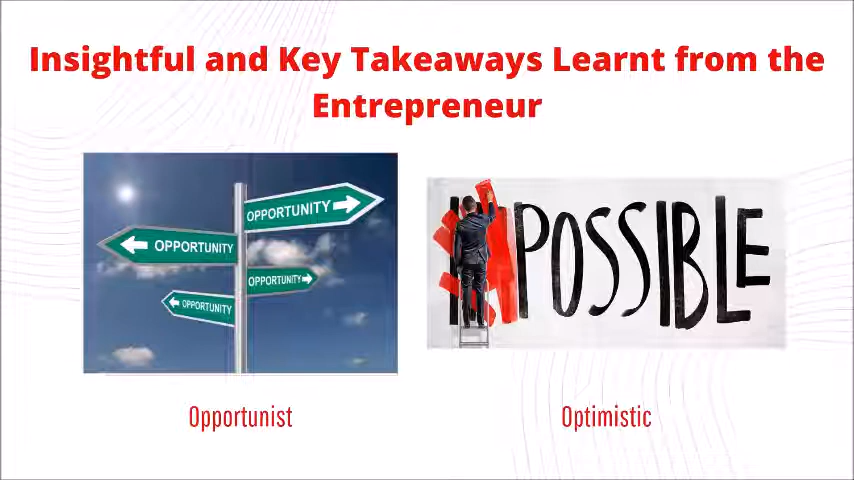 Insightful and Key Takeaways Learnt from the
Entrepreneur
OPPORTUNITY
OPPORTUNITY
OPPORTUNITY
OPPORTUNITY
POSSIBLE
Opportunist
Optimistic